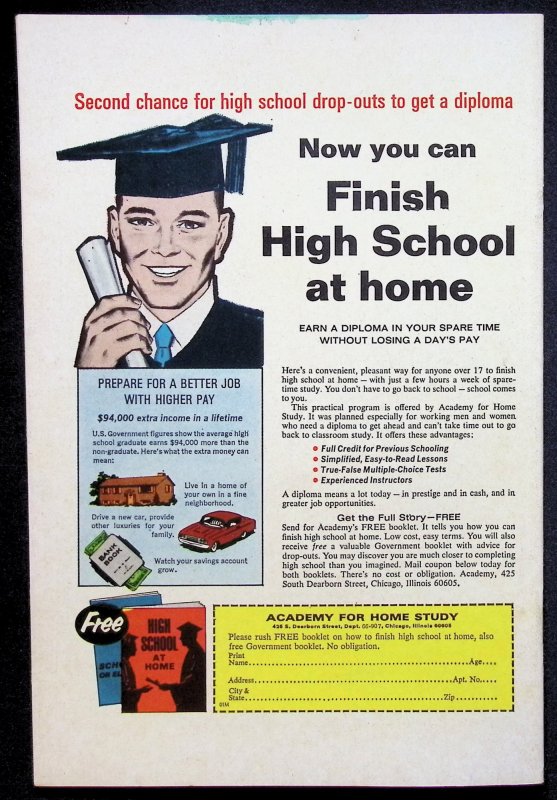 Second chance for high school drop-outs to get a diploma
Now you can
Finish
High School
at home
EARN A DIPLOMA IN YOUR SPARE TIME
WITHOUT LOSING A DAY'S PAY
Here's a convenient, pleasant way for anyone over 17 to finish
high school at home — with just a few hours a week of spare-
time study. You don't have to go back to school — school comes
to you.
This practical program is offered by Academy for Home
Study. It was planned especially for working men and women
who need a diploma to get ahead and can't take time out to go
back to classroom study. It offers these advantages:
Full Credit for Previous Schooling
Simplified, Easy-to-Read Lessons
True-False Multiple-Choice Tests
Experienced Instructors
A diploma means a lot today — in prestige and in cash, and in
greater job opportunities.
Get the Full Story—FREE
Send for Academy's FREE booklet. It tells you how you can
finish high school at home. Low cost, easy terms. You will also
receive free a valuable Government booklet with advice for
drop-outs. You may discover you are much closer to completing
high school than you imagined. Mail coupon below today for
both booklets. There's no cost or obligation. Academy, 425
South Dearborn Street, Chicago, Illinois 60605.
PREPARE FOR A BETTER JOB
WITH HIGHER PAY
$94,000 extra income in a lifetime
U.S. Government figures show the average high
school graduate earns $94,000 more than the
non-graduate. Here's what the extra money can
mean:
Live in a home of
your own in a fine
neighborhood.
Drive a new car, provide
other luxuries for your
family.
BANK
BOOK
Watch your savings account
grow.
Free
HIGH
SCHOOL
AT
HOME
ACADEMY FOR HOME STUDY
425 S. Dearborn Street, Dept. 66-907, Chicago, Illinois 60605
Please rush FREE booklet on how to finish high school at home, also
free Government booklet. No obligation.
Print
Name Age
Address Apt. No.
City &
State Zip
01M